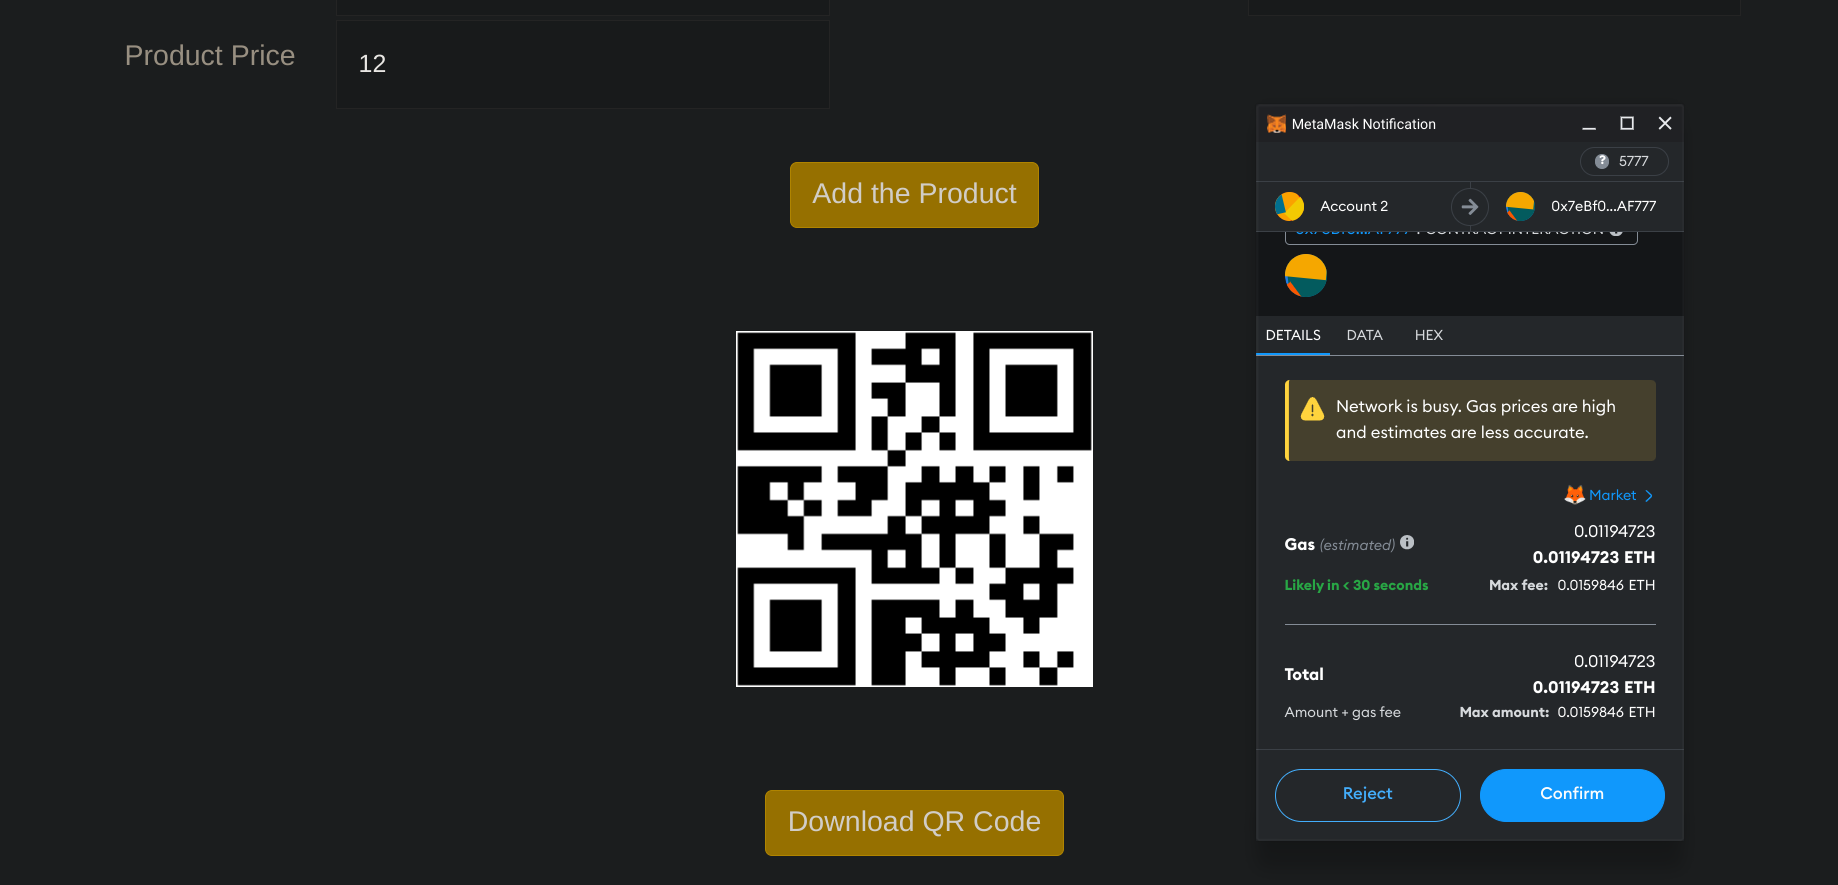 Product Price
12
Add the Product
Download QR Code
MetaMask Notification
? 5777
Account 2
0x7eBf0...AF777
DETAILS DATA HEX
Network is busy. Gas prices are high
and estimates are less accurate.
Market
0.01194723
Gas (estimated)
0.01194723 ETH
Likely in < 30 seconds Max fee: 0.0159846 ETH
0.01194723
Total
0.01194723 ETH
Amount + gas fee Max amount: 0.0159846 ETH
Reject Confirm